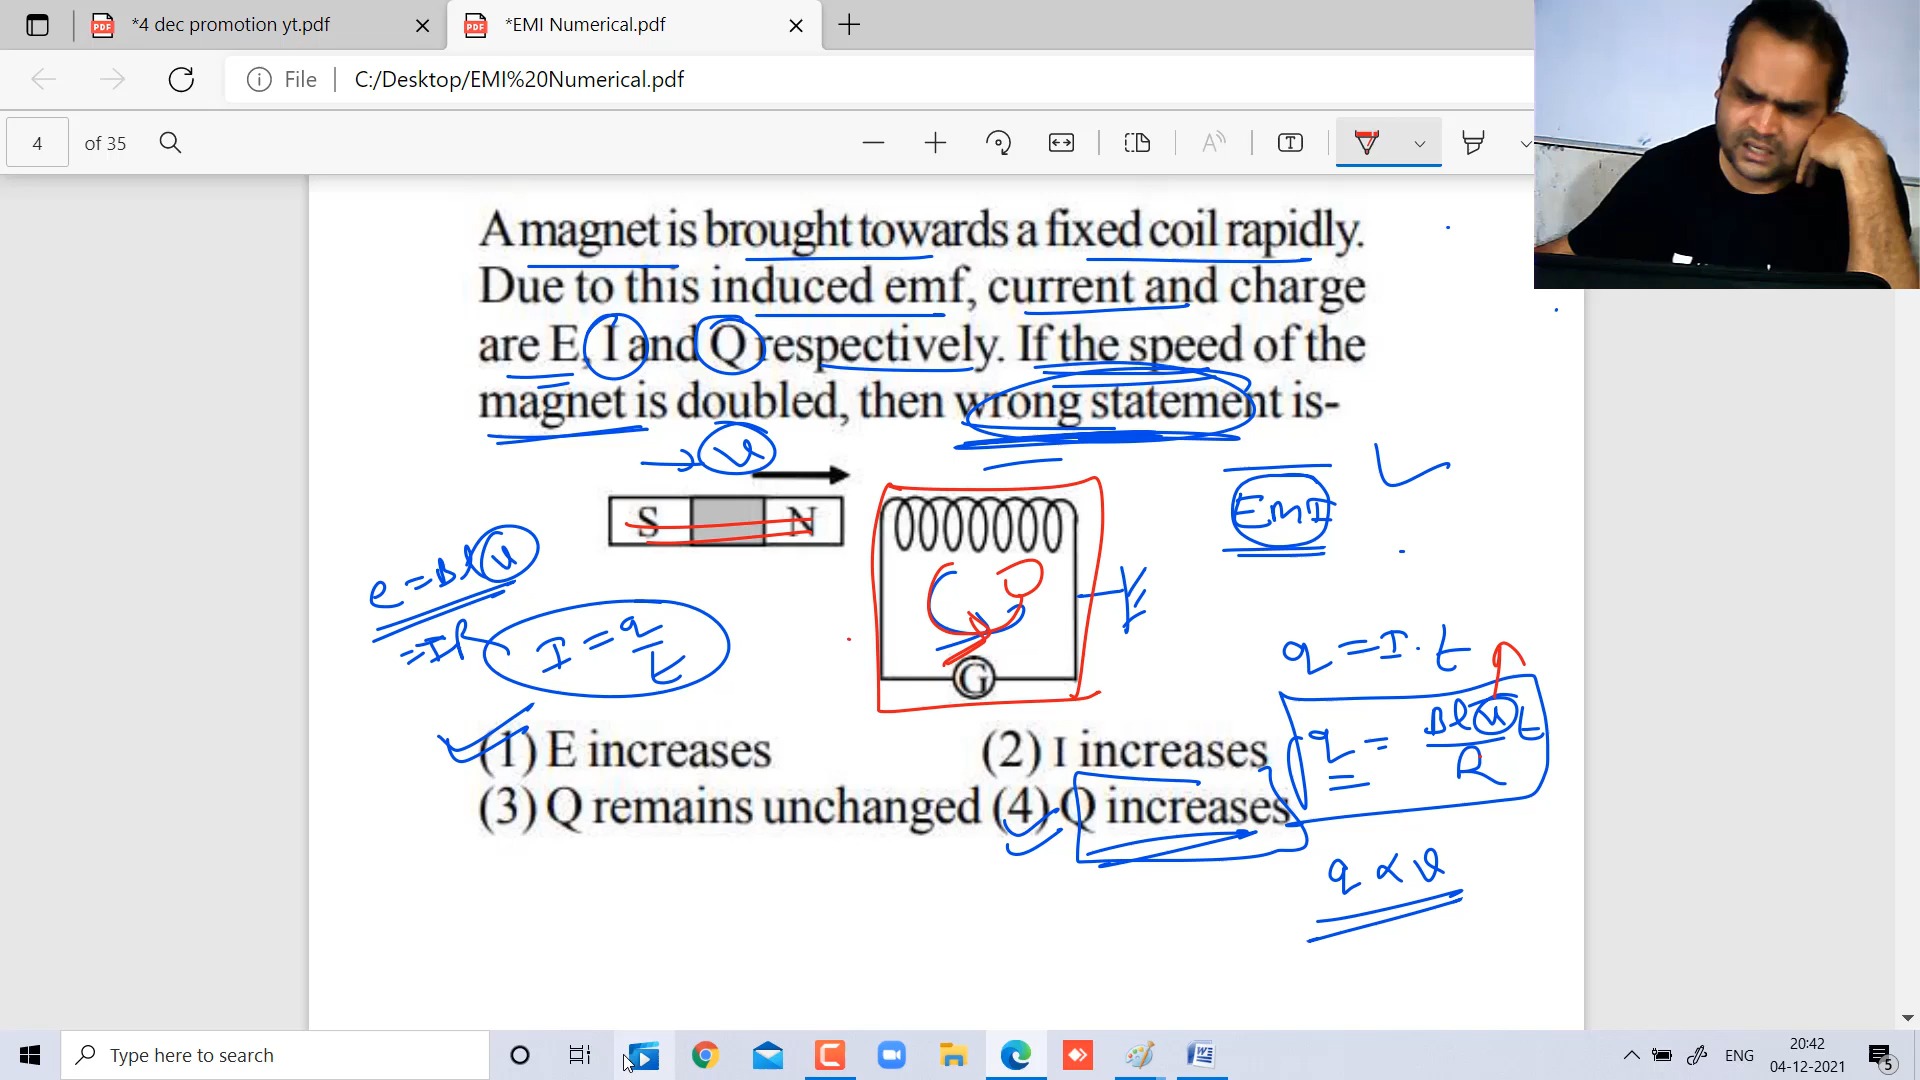 *4 dec promotion yt.pdf
*EMI Numerical.pdf
File C:/Desktop/EMI%20Numerical.pdf
4 of 35
A magnet is brought towards a fixed coil rapidly.
Due to this induced emf, current and charge
are E, I and Q respectively. If the speed of the
magnet is doubled, then wrong statement is-
v
S N
EMI
e = Blv
= IR
I = q/t
G
q = I. t
q = Blvt/R
(1) E increases (2) I increases
(3) Q remains unchanged (4) Q increases
q ∝ v
Type here to search
ENG
20:42
04-12-2021
5